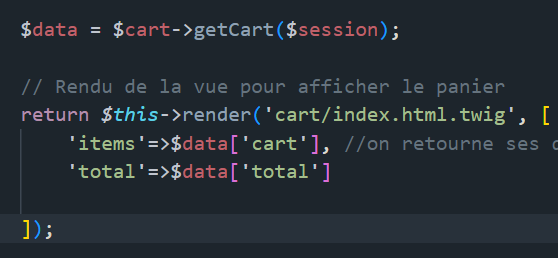 $data = $cart->getCart($session);
// Rendu de la vue pour afficher le panier
return $this->render('cart/index.html.twig', [
'items'=>$data['cart'], //on retourne ses
'total'=>$data['total']
]);